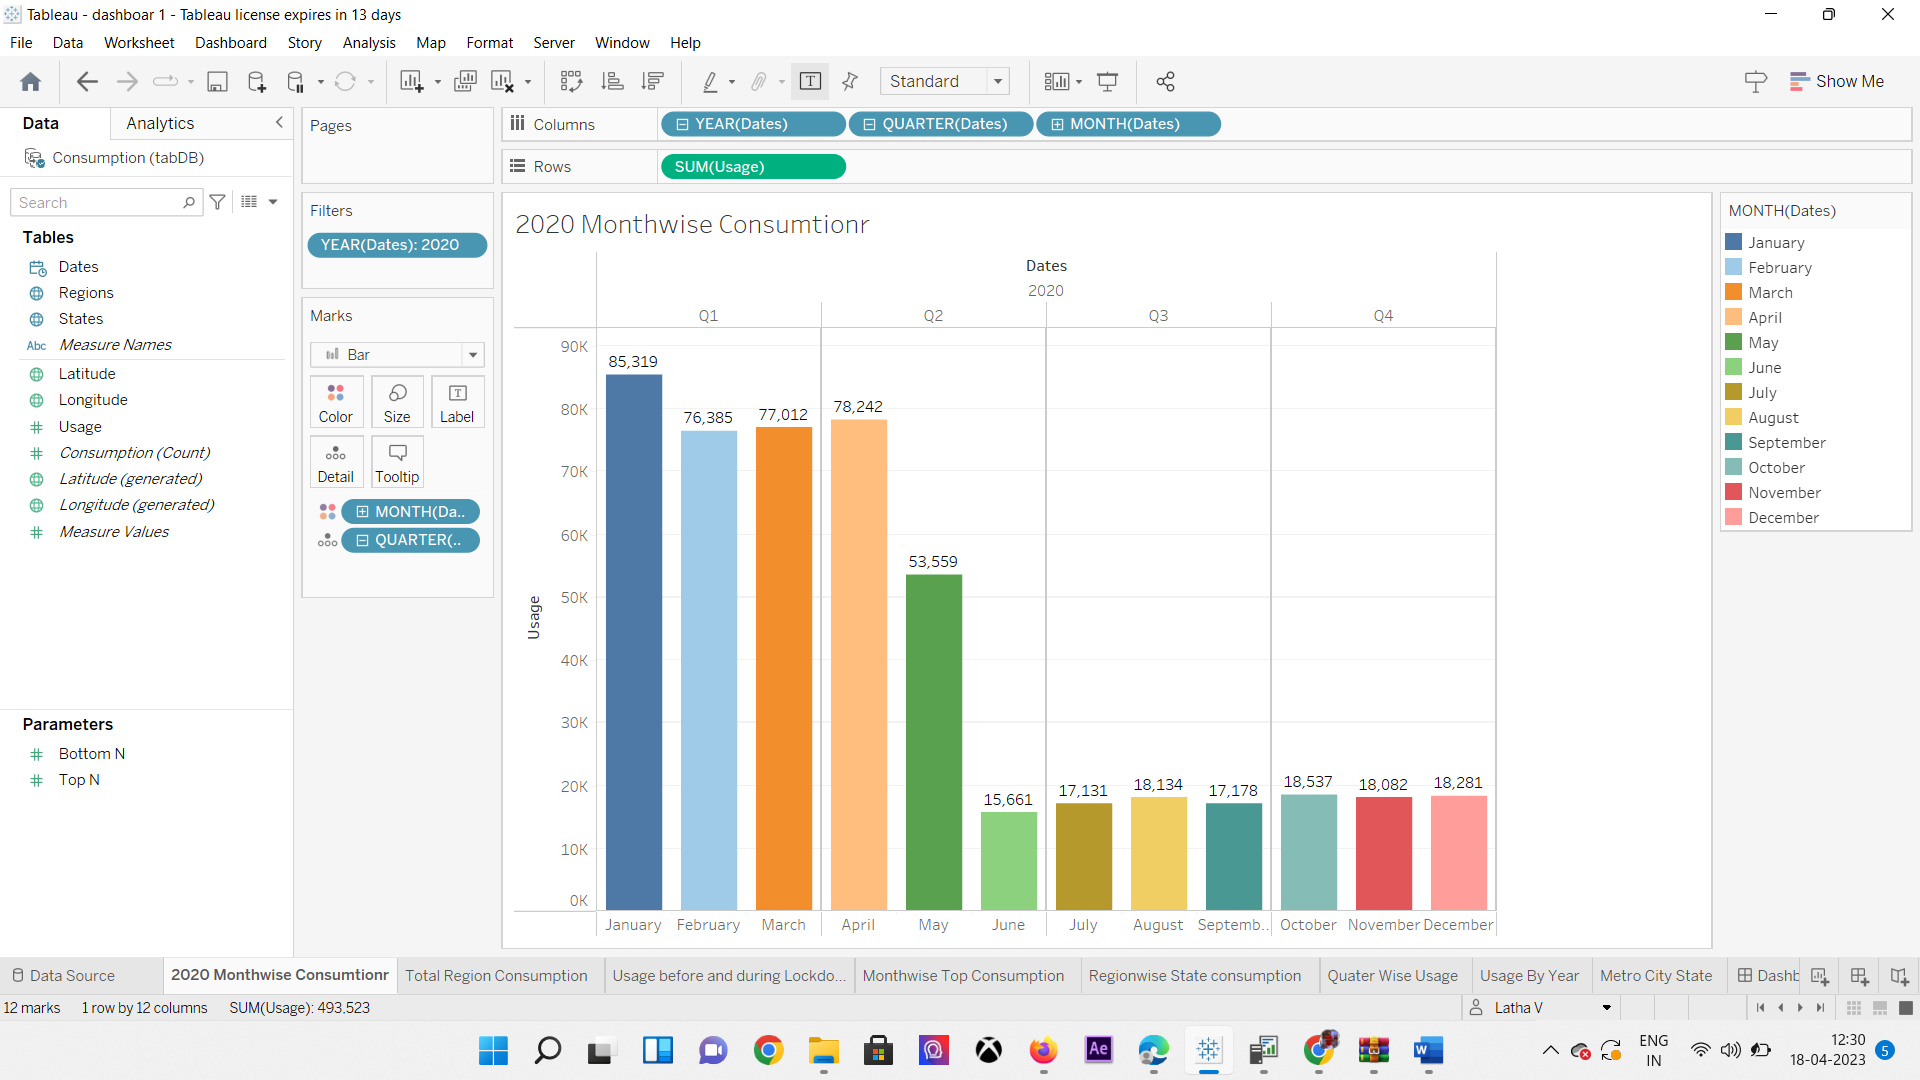 Tableau - dashboar 1 - Tableau license expires in 13 days
File Data Worksheet Dashboard Story Analysis Map Format Server Window Help
Standard
Show Me
Data Analytics
Consumption (tabDB)
Search
Tables
Dates
Regions
States
Abc Measure Names
Latitude
Longitude
Usage
Consumption (Count)
Latitude (generated)
Longitude (generated)
Measure Values
Parameters
Bottom N
Top N
Pages
Filters
YEAR(Dates): 2020
Marks
Bar
Color Size Label
Detail Tooltip
MONTH(Da..
QUARTER(..
Columns YEAR(Dates) QUARTER(Dates) MONTH(Dates)
Rows SUM(Usage)
2020 Monthwise Consumtionr
Dates
2020
Q1 Q2 Q3 Q4
Usage
90K
80K
70K
60K
50K
40K
30K
20K
10K
0K
85,319 76,385 77,012 78,242 53,559 15,661 17,131 18,134 17,178 18,537 18,082 18,281
January February March April May June July August Septemb.. October November December
MONTH(Dates)
January
February
March
April
May
June
July
August
September
October
November
December
Data Source 2020 Monthwise Consumtionr Total Region Consumption Usage before and during Lockdo... Monthwise Top Consumption Regionwise State consumption Quater Wise Usage Usage By Year Metro City State Dashb
12 marks 1 row by 12 columns SUM(Usage): 493,523
Latha V
Ae
W
ENG
IN
12:30
18-04-2023
5